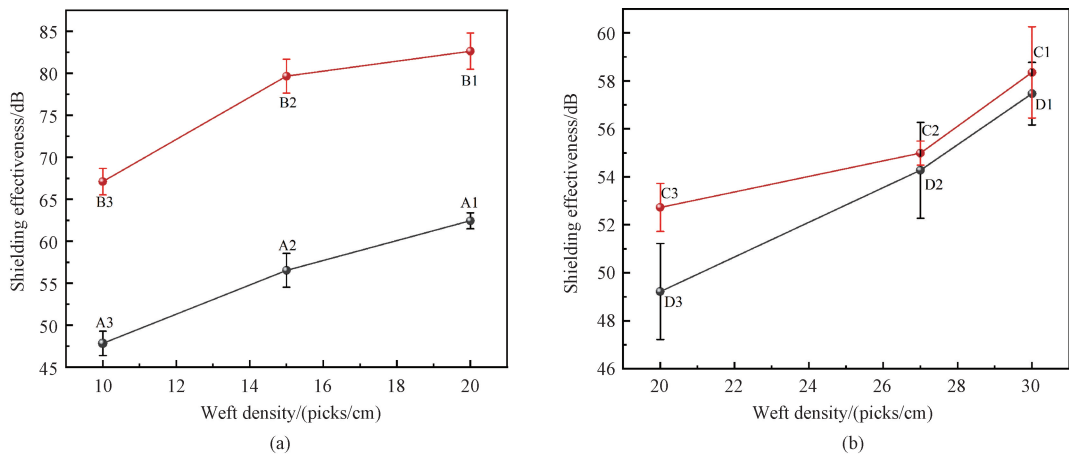 85
80
75
70
65
60
55
50
45
Shielding effectiveness/dB
B1
B2
B3
A1
A2
A3
10 12 14 16 18 20
Weft density/(picks/cm)
(a)
60
58
56
54
52
50
48
46
Shielding effectiveness/dB
C1
D1
C2
D2
C3
D3
20 22 24 26 28 30
Weft density/(picks/cm)
(b)